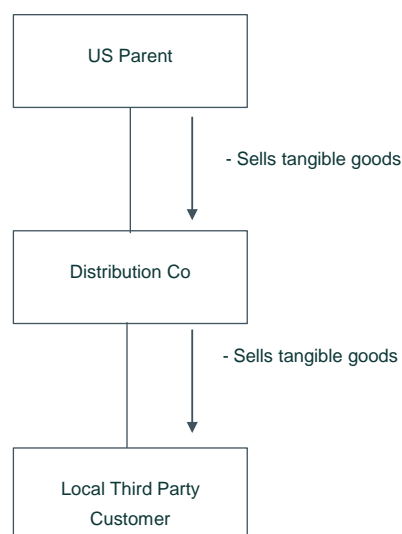 US Parent
- Sells tangible goods
Distribution Co
- Sells tangible goods
Local Third Party
Customer